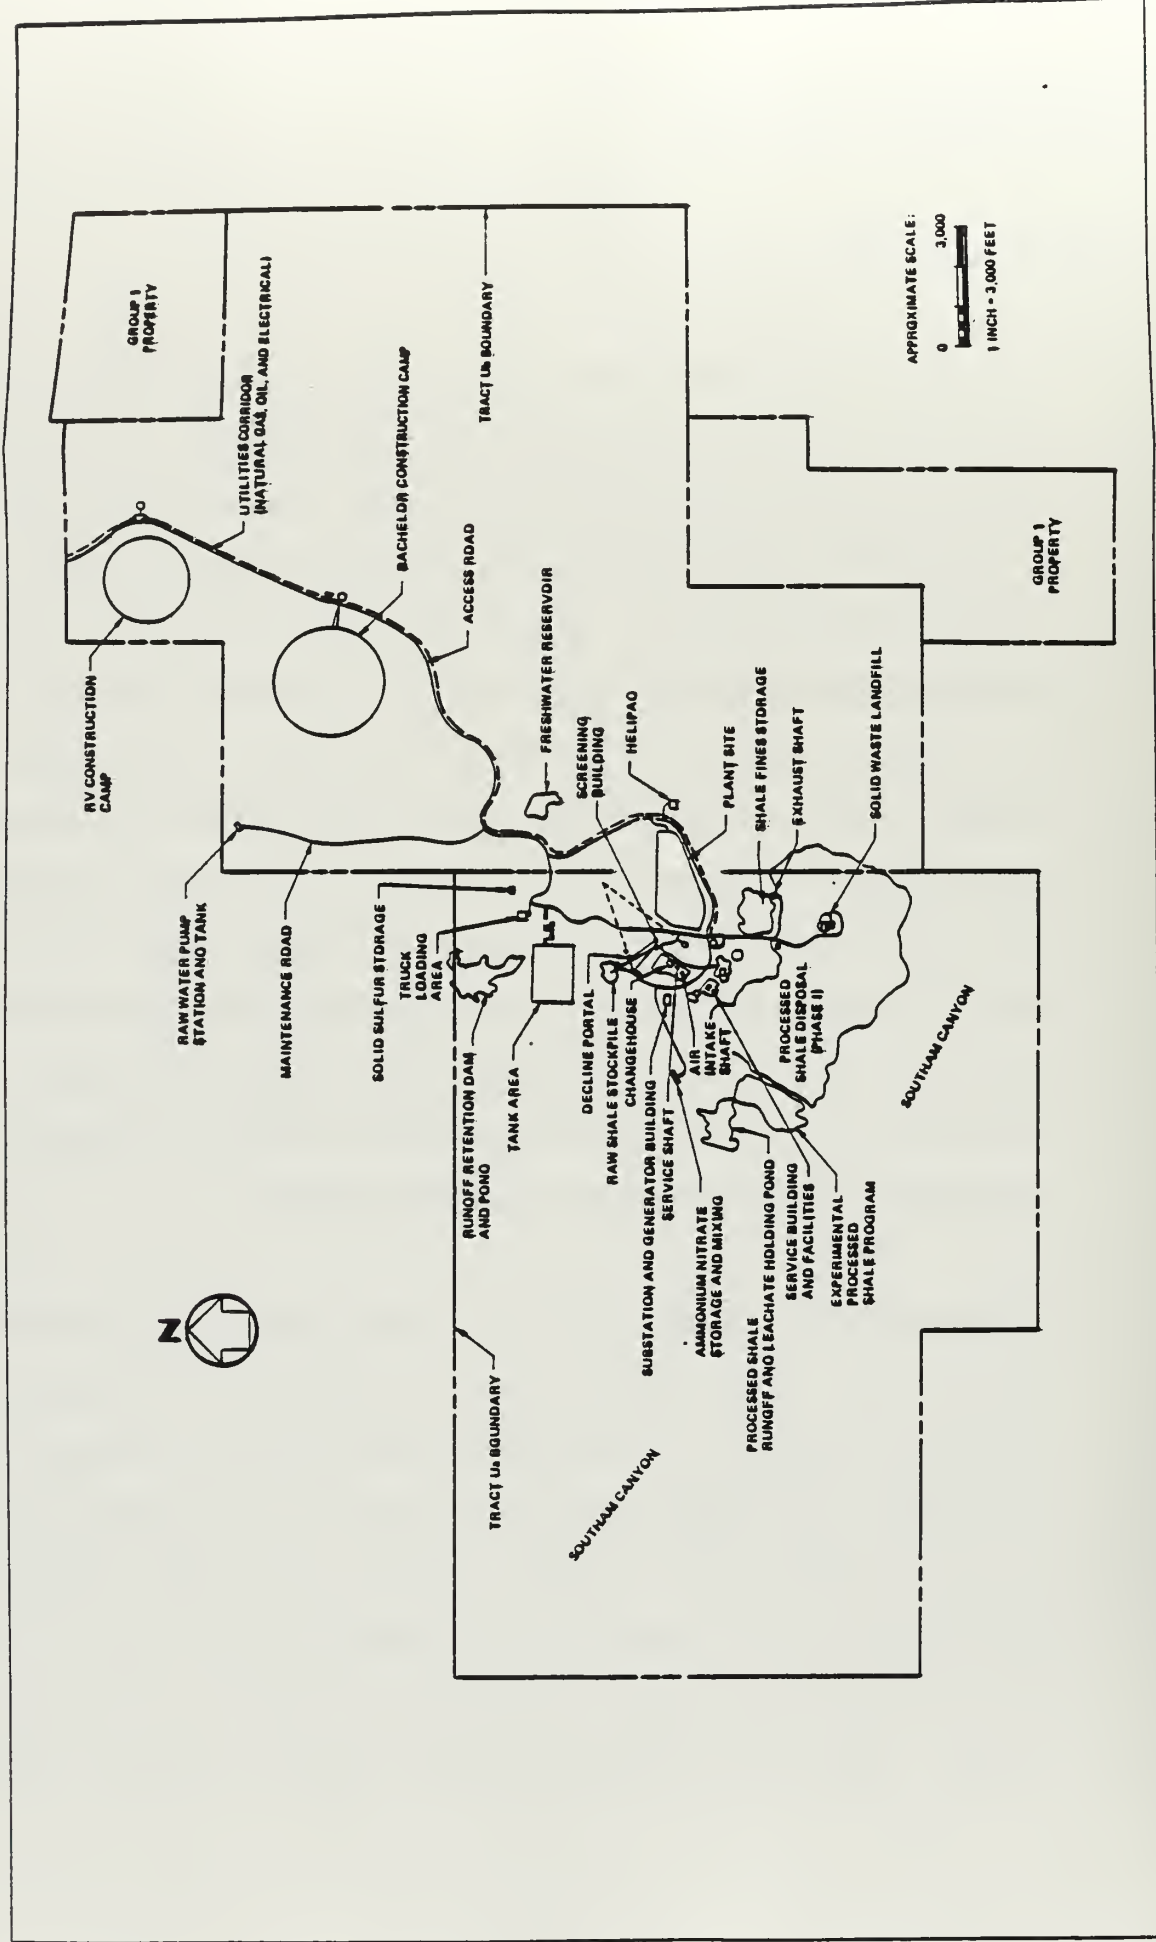 GROUP 1
PROPERTY
UTILITIES CORRIDOR
(NATURAL GAS, OIL, AND ELECTRICAL)
BACHELOR CONSTRUCTION CAMP
TRACT Ub BOUNDARY
ACCESS ROAD
RV CONSTRUCTION
CAMP
FRESHWATER RESERVOIR
SCREENING
BUILDING
HELIPAD
PLANT SITE
SHALE FINES STORAGE
EXHAUST SHAFT
SOLID WASTE LANDFILL
GROUP 1
PROPERTY
APPROXIMATE SCALE:
0 3,000
1 INCH = 3,000 FEET
RAW WATER PUMP
STATION AND TANK
MAINTENANCE ROAD
SOLID SULFUR STORAGE
TRUCK
LOADING
AREA
RUNOFF RETENTION DAM
AND POND
TANK AREA
DECLINE PORTAL
RAW SHALE STOCKPILE
CHANGEHOUSE
SUBSTATION AND GENERATOR BUILDING
SERVICE SHAFT
AIR
INTAKE
SHAFT
AMMONIUM NITRATE
STORAGE AND MIXING
PROCESSED
SHALE DISPOSAL
(PHASE I)
PROCESSED SHALE
RUNOFF AND LEACHATE HOLDING POND
SERVICE BUILDING
AND FACILITIES
EXPERIMENTAL
PROCESSED
SHALE PROGRAM
SOUTHAM CANYON
N
TRACT Ua BOUNDARY
SOUTHAM CANYON